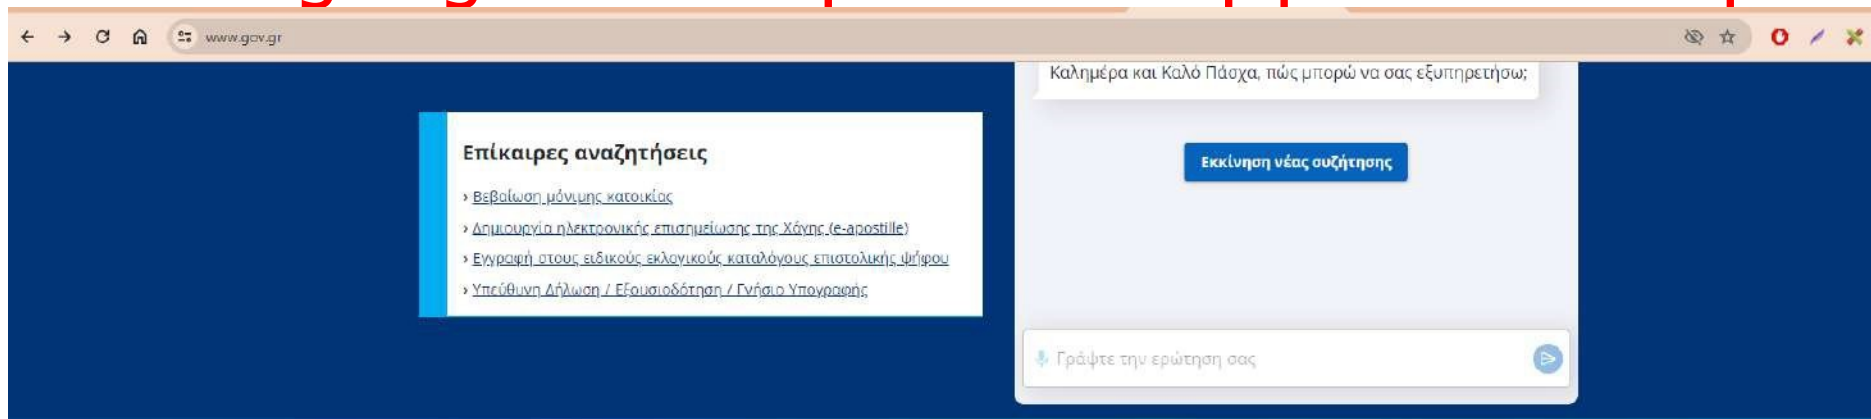 www.gov.gr
Καλημέρα και Καλό Πάσχα, πώς μπορώ να σας εξυπηρετήσω;
Επίκαιρες αναζητήσεις
› Βεβαίωση μόνιμης κατοικίας
› Δημιουργία ηλεκτρονικής επισημείωσης της Χάγης (e-apostille)
› Εγγραφή στους ειδικούς εκλογικούς καταλόγους επιστολικής ψήφου
› Υπεύθυνη Δήλωση / Εξουσιοδότηση / Γνήσιο Υπογραφής
Εκκίνηση νέας συζήτησης
Γράψτε την ερώτηση σας